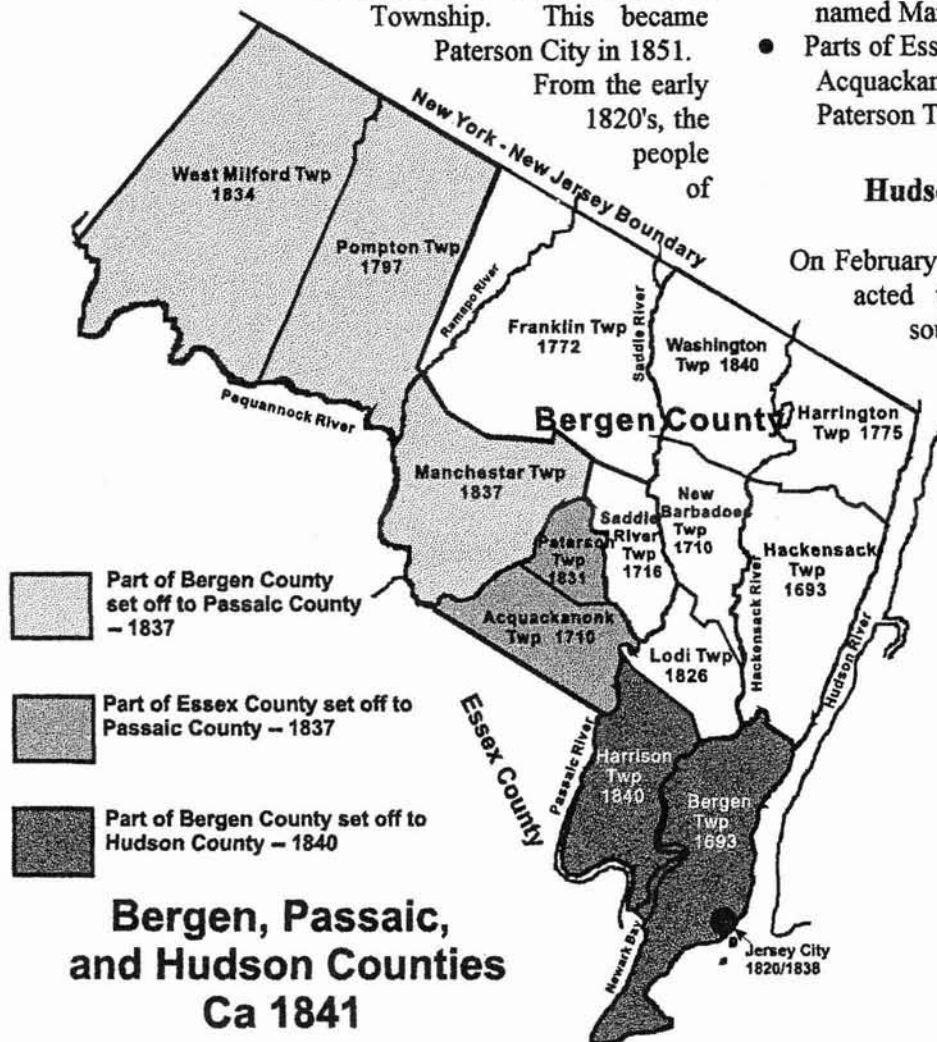 Township. This became
Paterson City in 1851.
From the early
1820's, the
people
of
named Mar
● Parts of Ess
Acquackan
Paterson T
Hudso
On February
acted
sou
New York - New Jersey Boundary
West Milford Twp
1834
Pompton Twp
1797
Ramapo River
Franklin Twp
1772
Saddle River
Washington
Twp 1840
Harrington
Twp 1775
Bergen County
Pequannock River
Manchester Twp
1837
Paterson
Twp
1831
Saddle
River
Twp
1716
New
Barbadoes
Twp
1710
Hackensack
Twp
1693
Hackensack River
Hudson River
Acquackanonk
Twp 1710
Lodi Twp
1826
Essex County
Passaic River
Harrison
Twp
1840
Bergen
Twp
1693
Newark Bay
Jersey City
1820/1838
Part of Bergen County
set off to Passaic County
– 1837
Part of Essex County set off to
Passaic County -- 1837
Part of Bergen County set off to
Hudson County -- 1840
Bergen, Passaic,
and Hudson Counties
Ca 1841